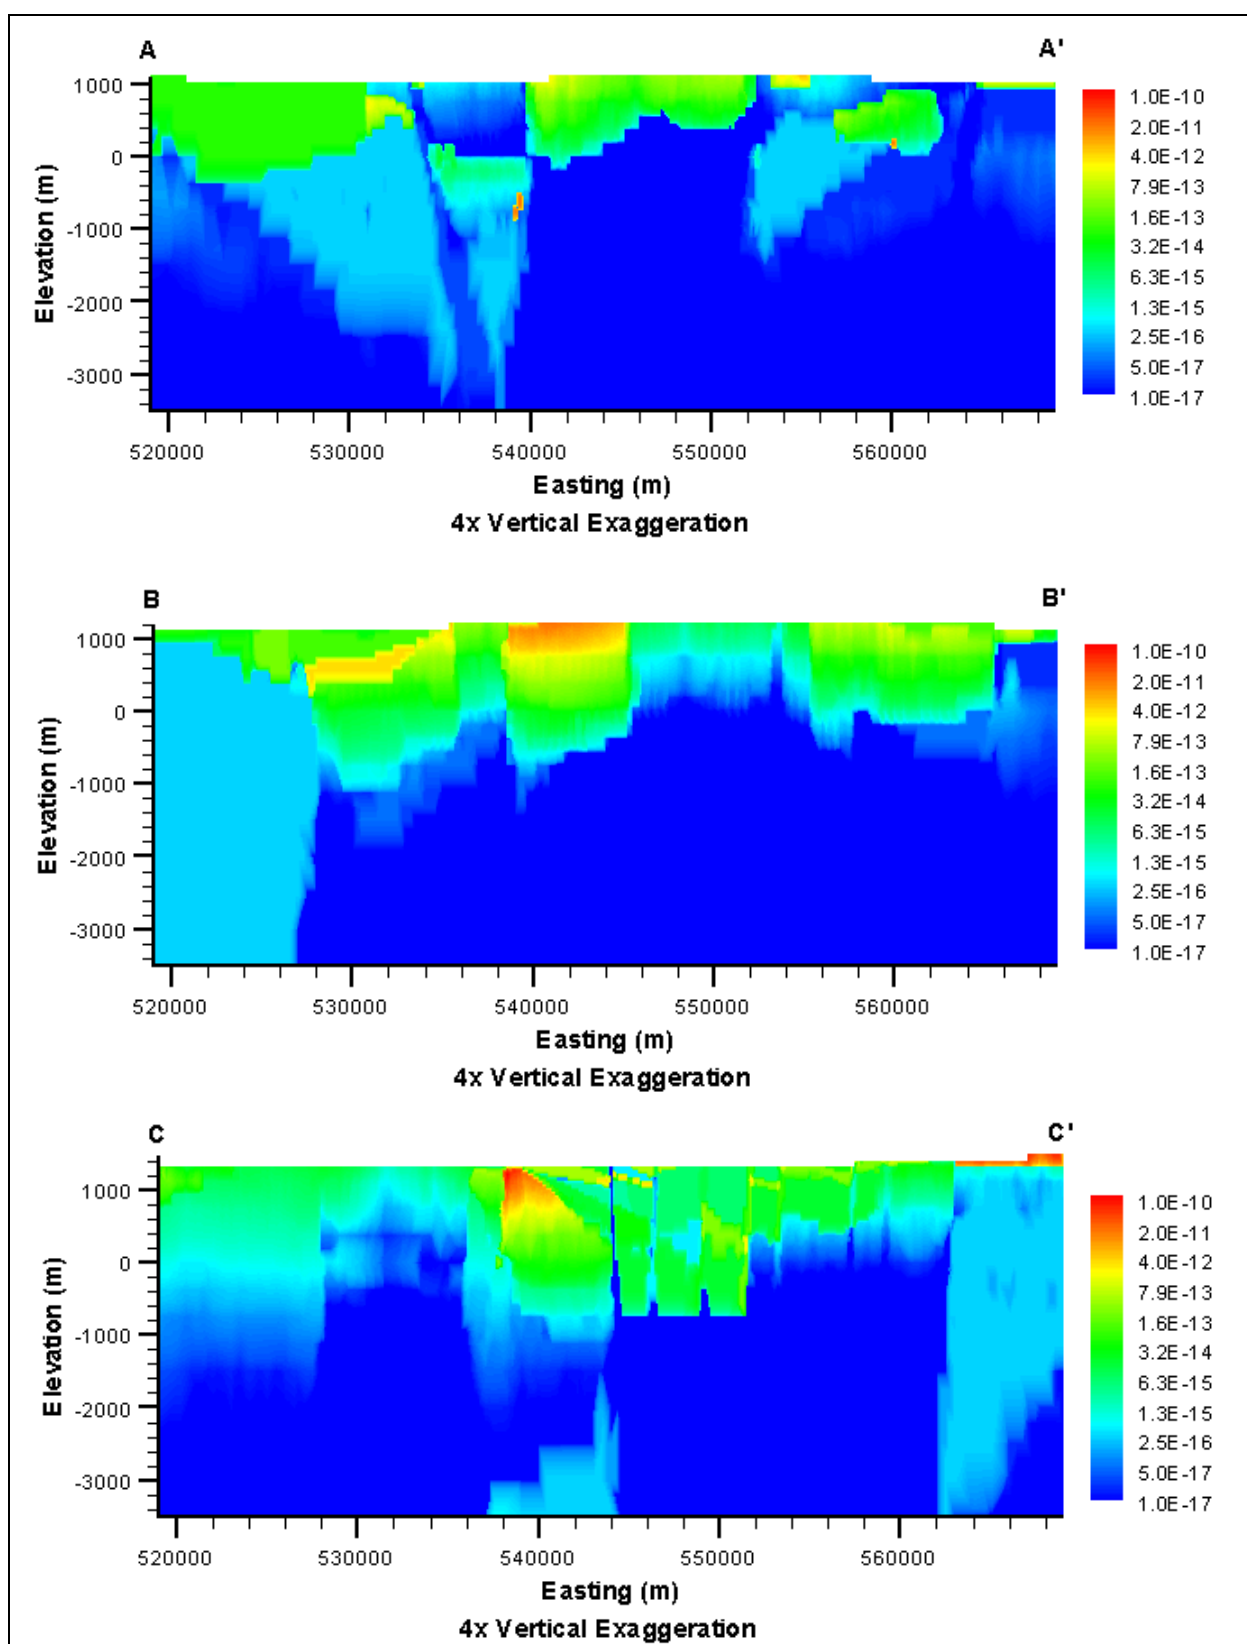 A A'
1000
0
-1000
-2000
-3000
Elevation (m)
520000 530000 540000 550000 560000
Easting (m)
4x Vertical Exaggeration
1.0E-10
2.0E-11
4.0E-12
7.9E-13
1.6E-13
3.2E-14
6.3E-15
1.3E-15
2.5E-16
5.0E-17
1.0E-17
B B'
1000
0
-1000
-2000
-3000
Elevation (m)
520000 530000 540000 550000 560000
Easting (m)
4x Vertical Exaggeration
1.0E-10
2.0E-11
4.0E-12
7.9E-13
1.6E-13
3.2E-14
6.3E-15
1.3E-15
2.5E-16
5.0E-17
1.0E-17
C C'
1000
0
-1000
-2000
-3000
Elevation (m)
520000 530000 540000 550000 560000
Easting (m)
4x Vertical Exaggeration
1.0E-10
2.0E-11
4.0E-12
7.9E-13
1.6E-13
3.2E-14
6.3E-15
1.3E-15
2.5E-16
5.0E-17
1.0E-17